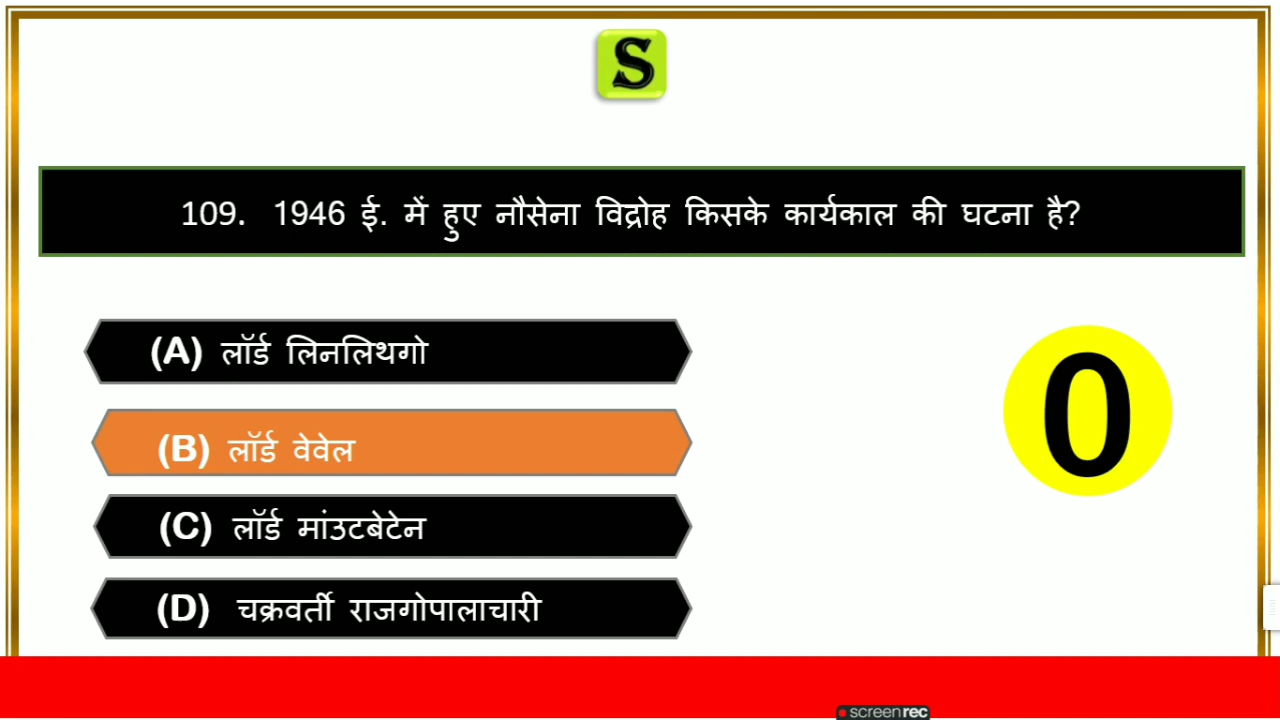 S
109. 1946 ई. में हुए नौसेना विद्रोह किसके कार्यकाल की घटना है?
(A) लॉर्ड लिनलिथगो
(B) लॉर्ड वेवेल
(C) लॉर्ड मांउटबेटेन
(D) चक्रवर्ती राजगोपालाचारी
0
screenrec